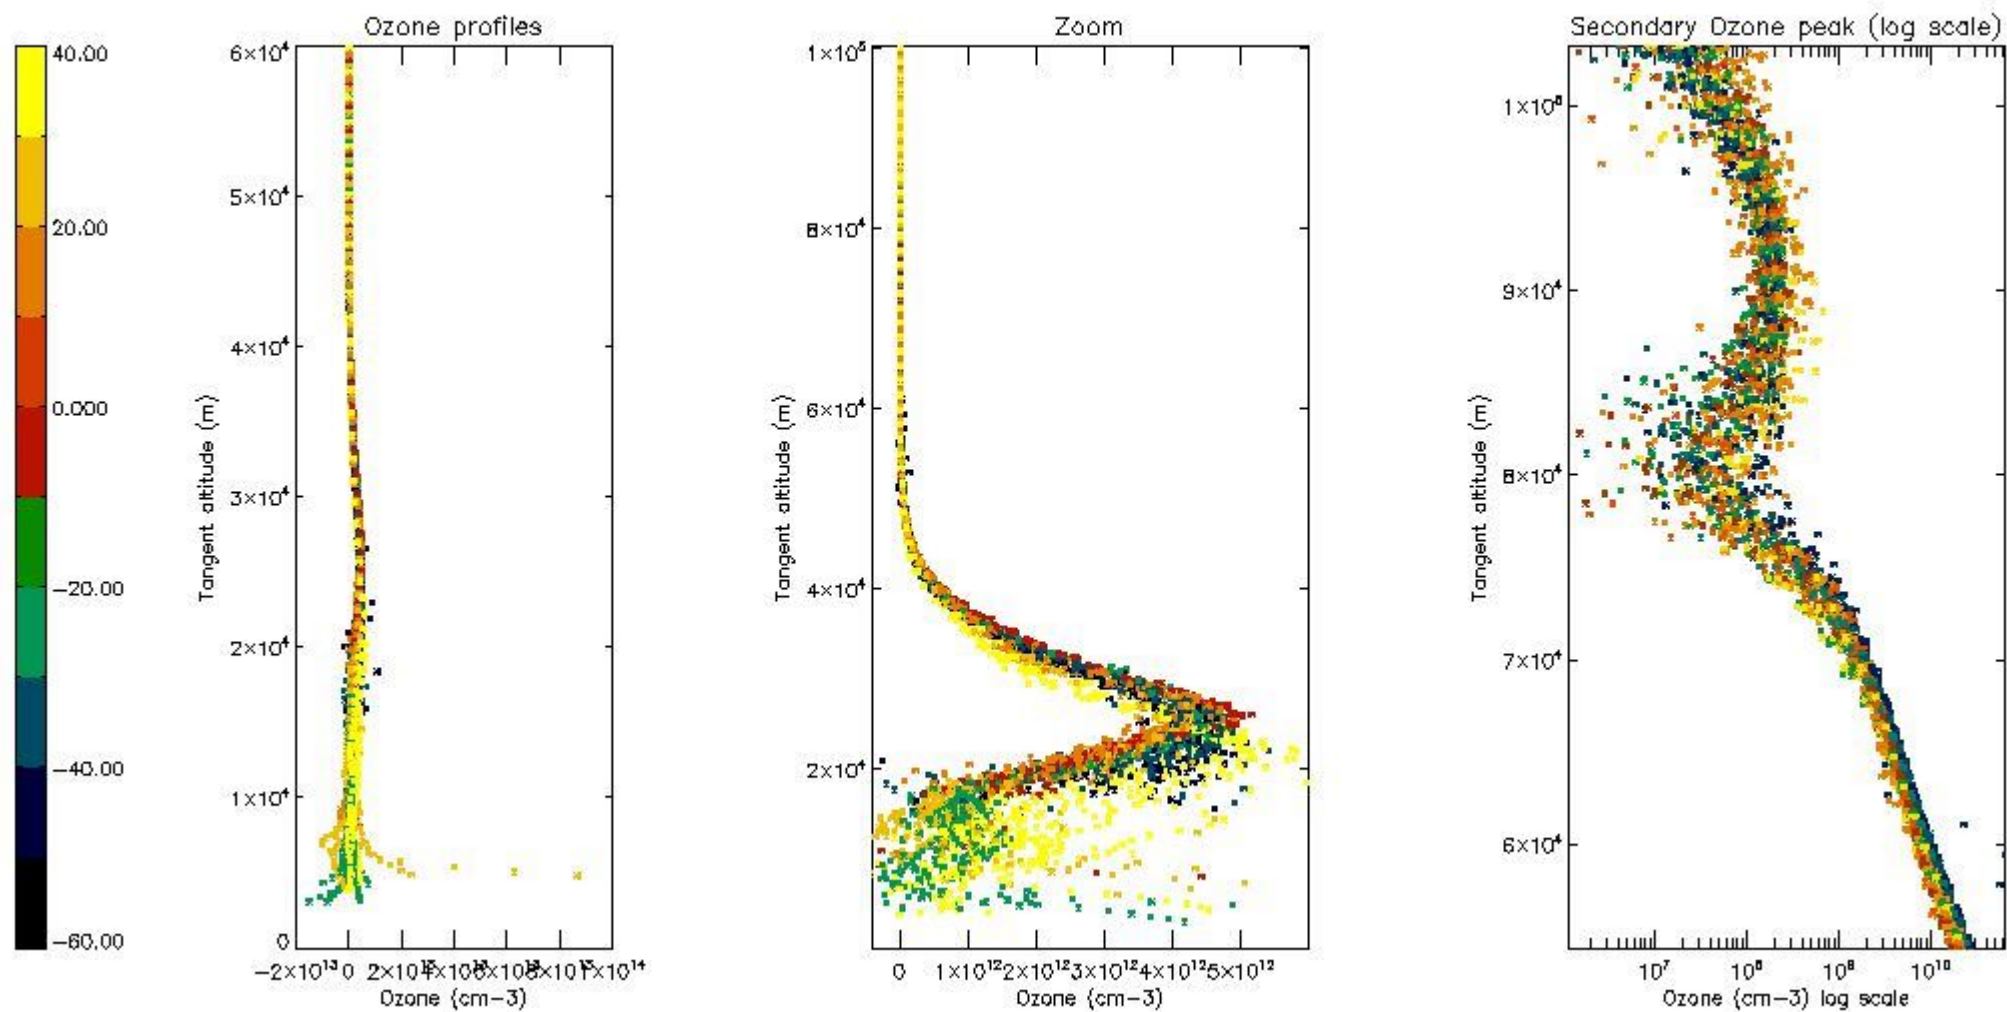 Ozone profiles
Zoom
Secondary Ozone peak (log scale)
40.00
20.00
0.000
−20.00
−40.00
−60.00
6×10⁴
5×10⁴
4×10⁴
3×10⁴
2×10⁴
1×10⁴
0
Tangent altitude (m)
−2×10¹³ 0
Ozone (cm−3)
1×10⁵
8×10⁴
6×10⁴
4×10⁴
2×10⁴
Tangent altitude (m)
0 1×10¹² 2×10¹² 3×10¹² 4×10¹² 5×10¹²
Ozone (cm−3)
9×10⁴
8×10⁴
7×10⁴
6×10⁴
Tangent altitude (m)
10⁷ 10⁸ 10⁹ 10¹⁰
Ozone (cm−3) log scale